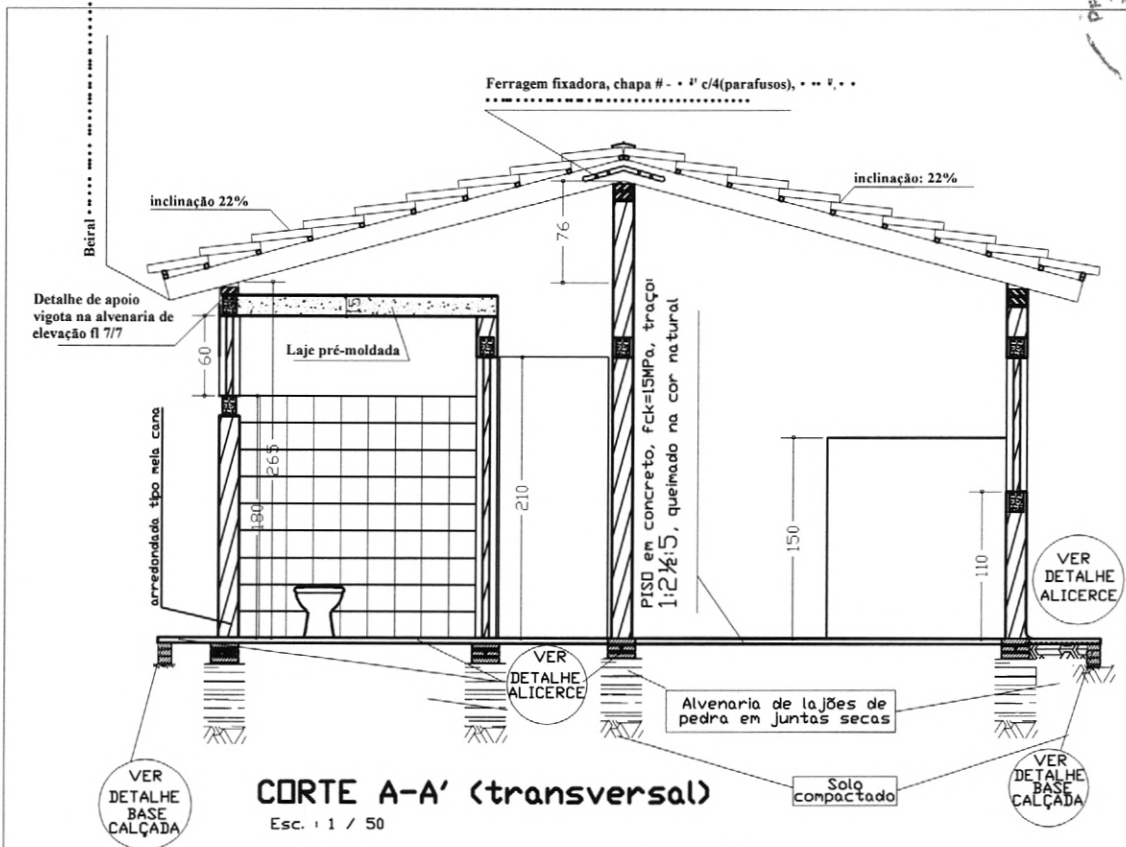 Ferragem fixadora, chapa # - c/4(parafusos),
inclinação 22%
inclinação: 22%
Beiral
76
Detalhe de apoio
vigota na alvenaria de
elevação fl 7/7
15
Laje pré-moldada
60
265
180
210
arredondada tipo meia cana
PISO em concreto, fck=15MPa, traço:
1:2½:5, queimado na cor natural
150
110
VER
DETALHE
ALICERCE
VER
DETALHE
ALICERCE
Alvenaria de lajões de
pedra em juntas secas
Solo
compactado
VER
DETALHE
BASE
CALÇADA
VER
DETALHE
BASE
CALÇADA
CORTE A-A' (transversal)
Esc. : 1 / 50